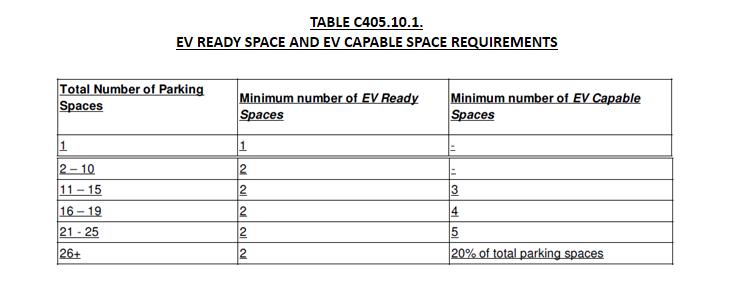 TABLE C405.10.1.
EV READY SPACE AND EV CAPABLE SPACE REQUIREMENTS
Total Number of Parking
Spaces
Minimum number of EV Ready
Spaces
Minimum number of EV Capable
Spaces
1 1 -
2 – 10 2 -
11 – 15 2 3
16 – 19 2 4
21 - 25 2 5
26+ 2 20% of total parking spaces